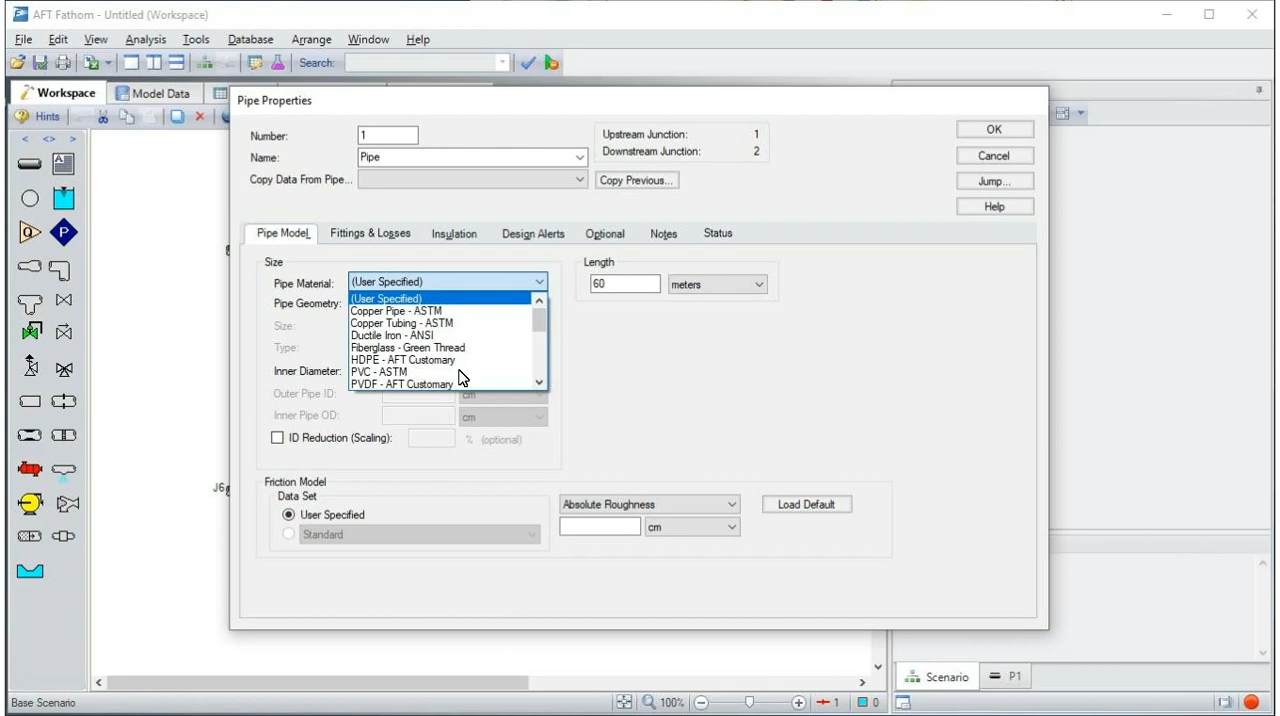 AFT Fathom - Untitled (Workspace)
File Edit View Analysis Tools Database Arrange Window Help
Search:
Workspace Model Data
Hints
Pipe Properties
Number: 1
Name: Pipe
Copy Data From Pipe... Copy Previous...
Upstream Junction: 1
Downstream Junction: 2
OK
Cancel
Jump...
Help
Pipe Model Fittings & Losses Insulation Design Alerts Optional Notes Status
Size
Pipe Material: (User Specified)
(User Specified)
Copper Pipe - ASTM
Copper Tubing - ASTM
Ductile Iron - ANSI
Fiberglass - Green Thread
HDPE - AFT Customary
PVC - ASTM
PVDF - AFT Customary
Pipe Geometry:
Size:
Type:
Inner Diameter:
Outer Pipe ID: cm
Inner Pipe OD: cm
ID Reduction (Scaling): % (optional)
Length
60 meters
Friction Model
Data Set
User Specified
Standard
Absolute Roughness
cm
Load Default
J6
Scenario P1
Base Scenario
100%
1
0